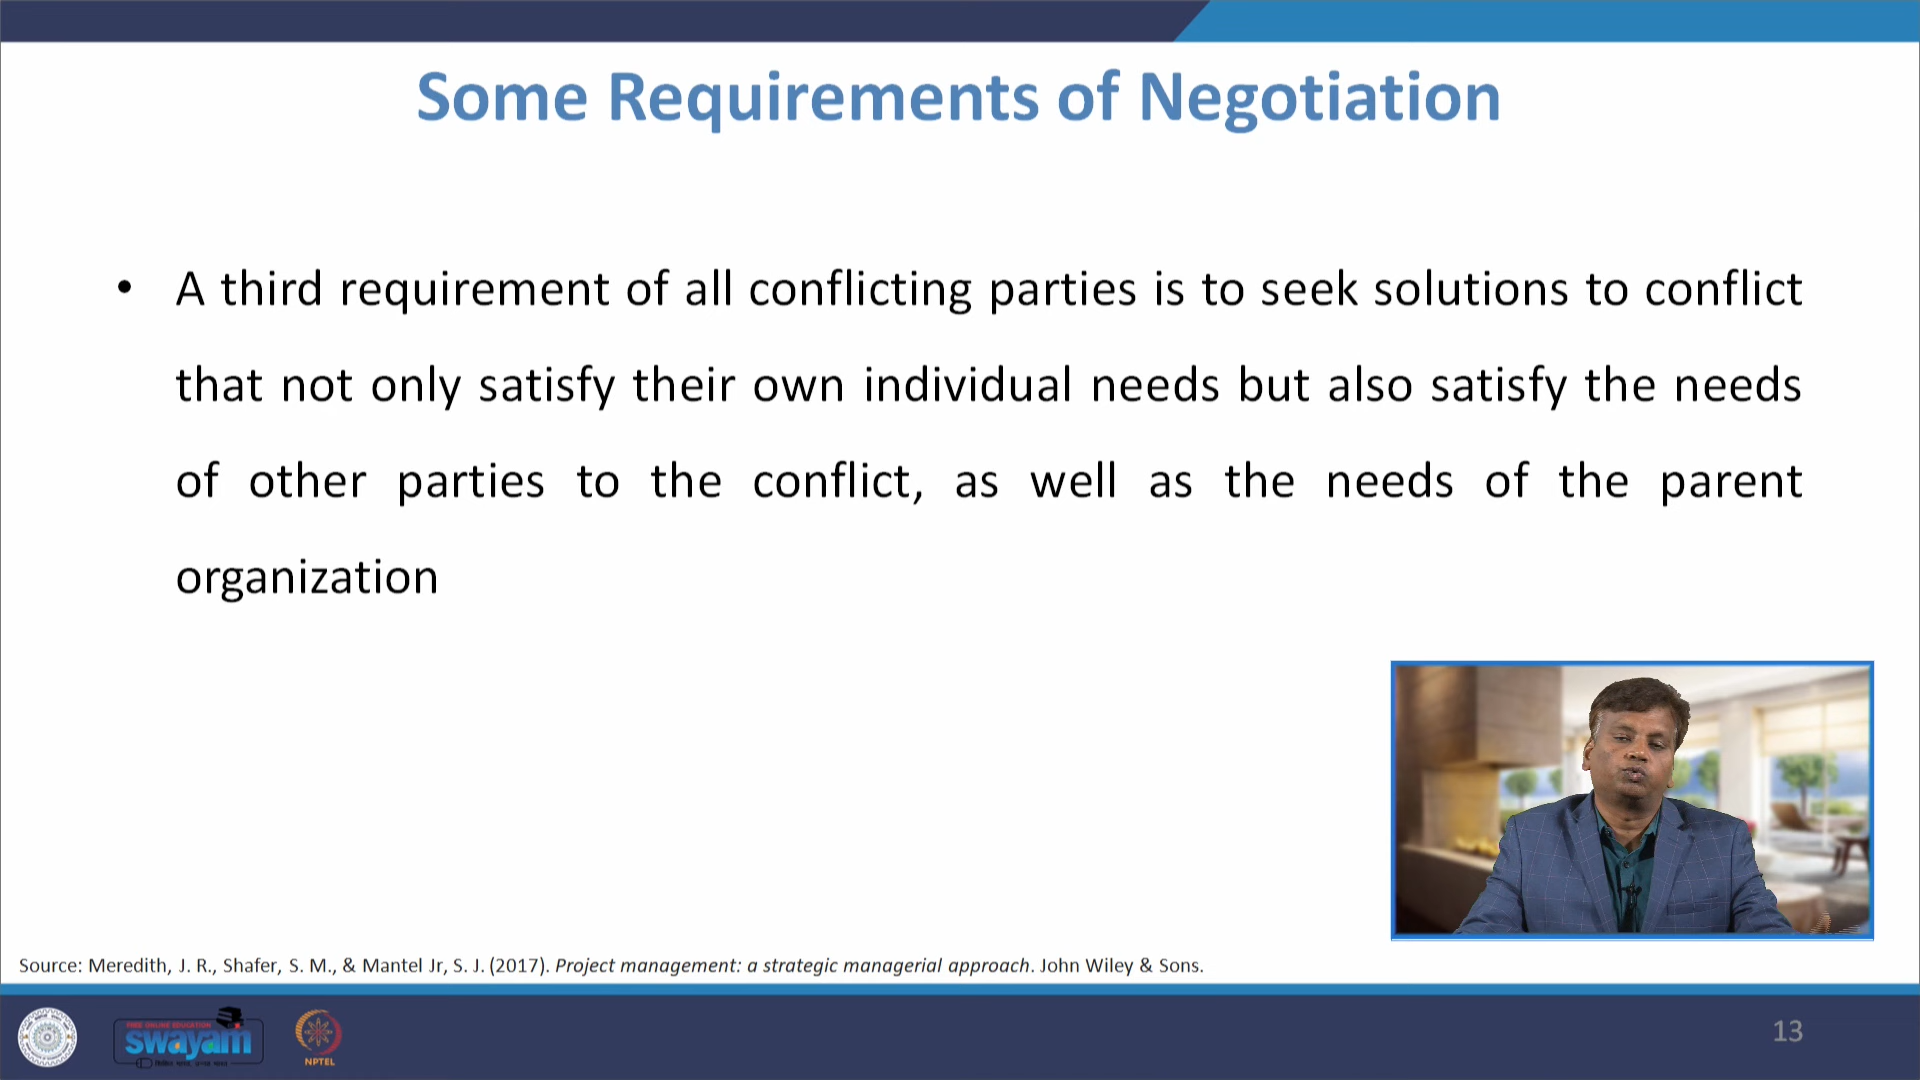 Some Requirements of Negotiation
• A third requirement of all conflicting parties is to seek solutions to conflict
that not only satisfy their own individual needs but also satisfy the needs
of other parties to the conflict, as well as the needs of the parent
organization
Source: Meredith, J. R., Shafer, S. M., & Mantel Jr, S. J. (2017). Project management: a strategic managerial approach. John Wiley & Sons.
FREE ONLINE EDUCATION
swayam
NPTEL
13